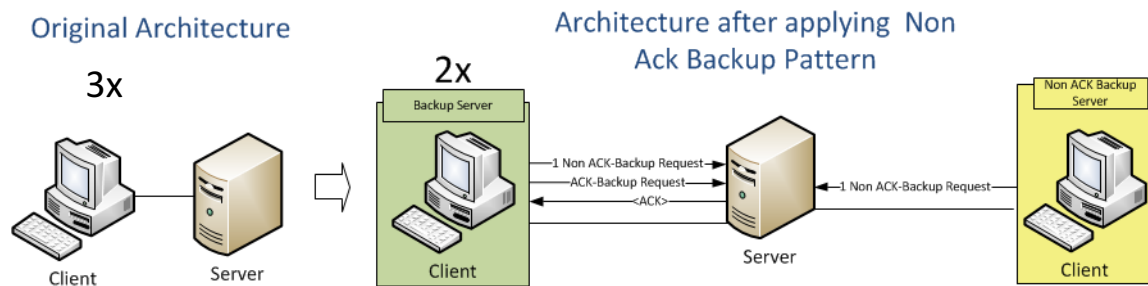 Original Architecture
Architecture after applying Non
Ack Backup Pattern
3x
2x
Backup Server
Non ACK Backup
Server
1 Non ACK-Backup Request
ACK-Backup Request
<ACK>
1 Non ACK-Backup Request
Client
Server
Client
Server
Client